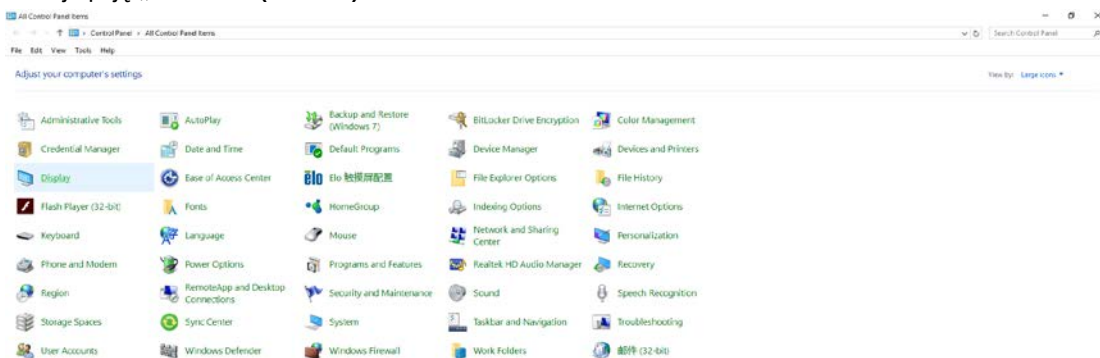 All Control Panel Items
Control Panel › All Control Panel Items
Search Control Panel
File Edit View Tools Help
Adjust your computer's settings
View by: Large icons
Administrative Tools
AutoPlay
Backup and Restore
(Windows 7)
BitLocker Drive Encryption
Color Management
Credential Manager
Date and Time
Default Programs
Device Manager
Devices and Printers
Display
Ease of Access Center
elo Elo 触摸屏配置
File Explorer Options
File History
Flash Player (32-bit)
Fonts
HomeGroup
Indexing Options
Internet Options
Keyboard
Language
Mouse
Network and Sharing
Center
Personalization
Phone and Modem
Power Options
Programs and Features
Realtek HD Audio Manager
Recovery
Region
RemoteApp and Desktop
Connections
Security and Maintenance
Sound
Speech Recognition
Storage Spaces
Sync Center
System
Taskbar and Navigation
Troubleshooting
User Accounts
Windows Defender
Windows Firewall
Work Folders
邮件 (32-bit)